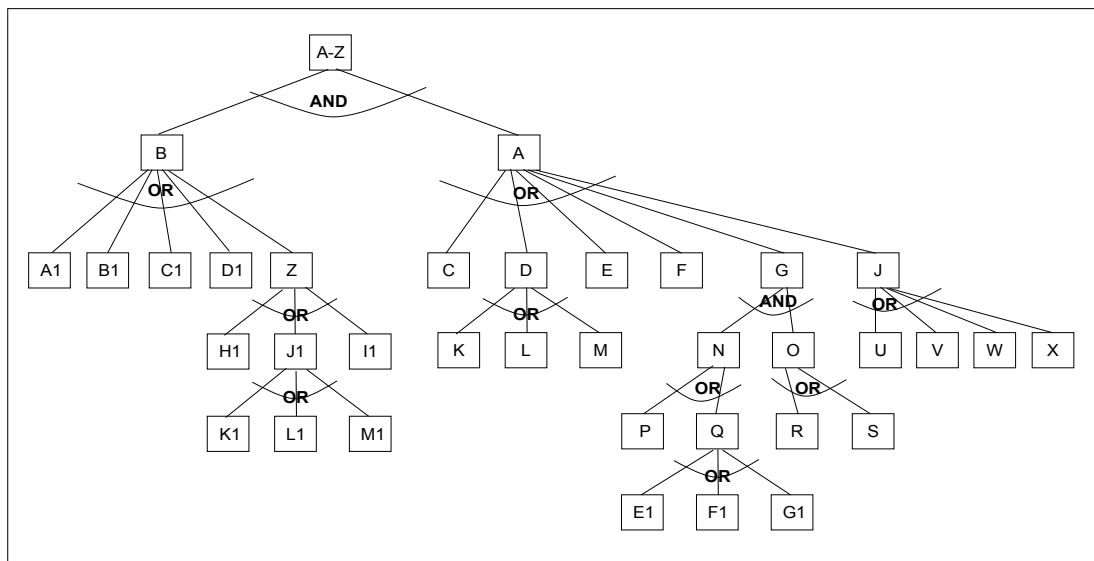 A-Z
AND
B A
OR OR
A1 B1 C1 D1 Z C D E F G J
OR OR AND OR
H1 J1 I1 K L M N O U V W X
OR OR OR
K1 L1 M1 P Q R S
OR
E1 F1 G1